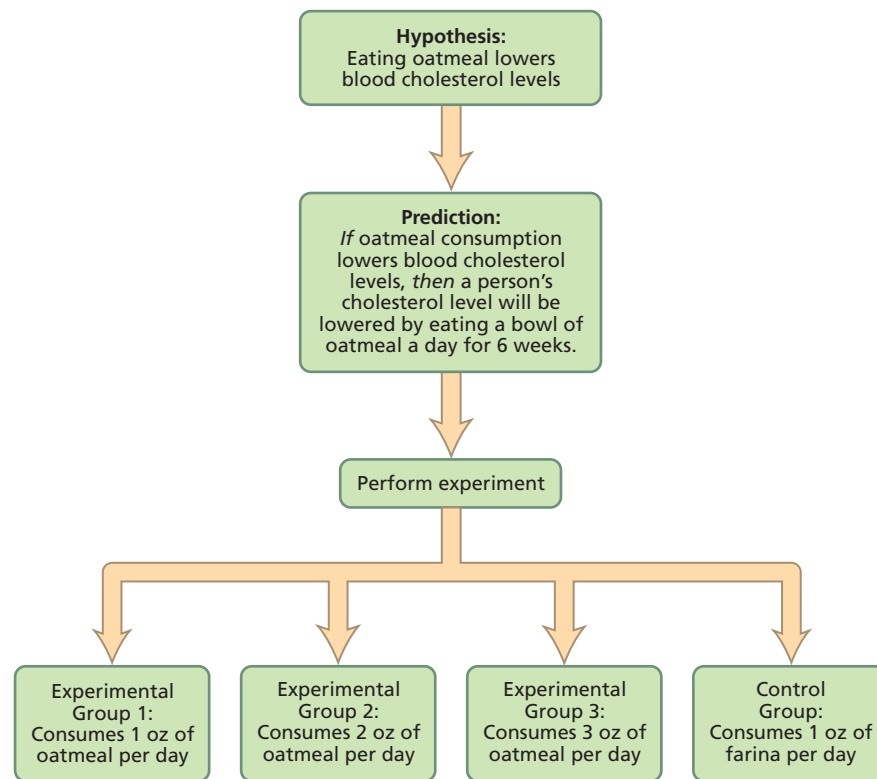 Hypothesis:
Eating oatmeal lowers
blood cholesterol levels
Prediction:
If oatmeal consumption
lowers blood cholesterol
levels, then a person’s
cholesterol level will be
lowered by eating a bowl of
oatmeal a day for 6 weeks.
Perform experiment
Experimental
Group 1:
Consumes 1 oz of
oatmeal per day
Experimental
Group 2:
Consumes 2 oz of
oatmeal per day
Experimental
Group 3:
Consumes 3 oz of
oatmeal per day
Control
Group:
Consumes 1 oz of
farina per day